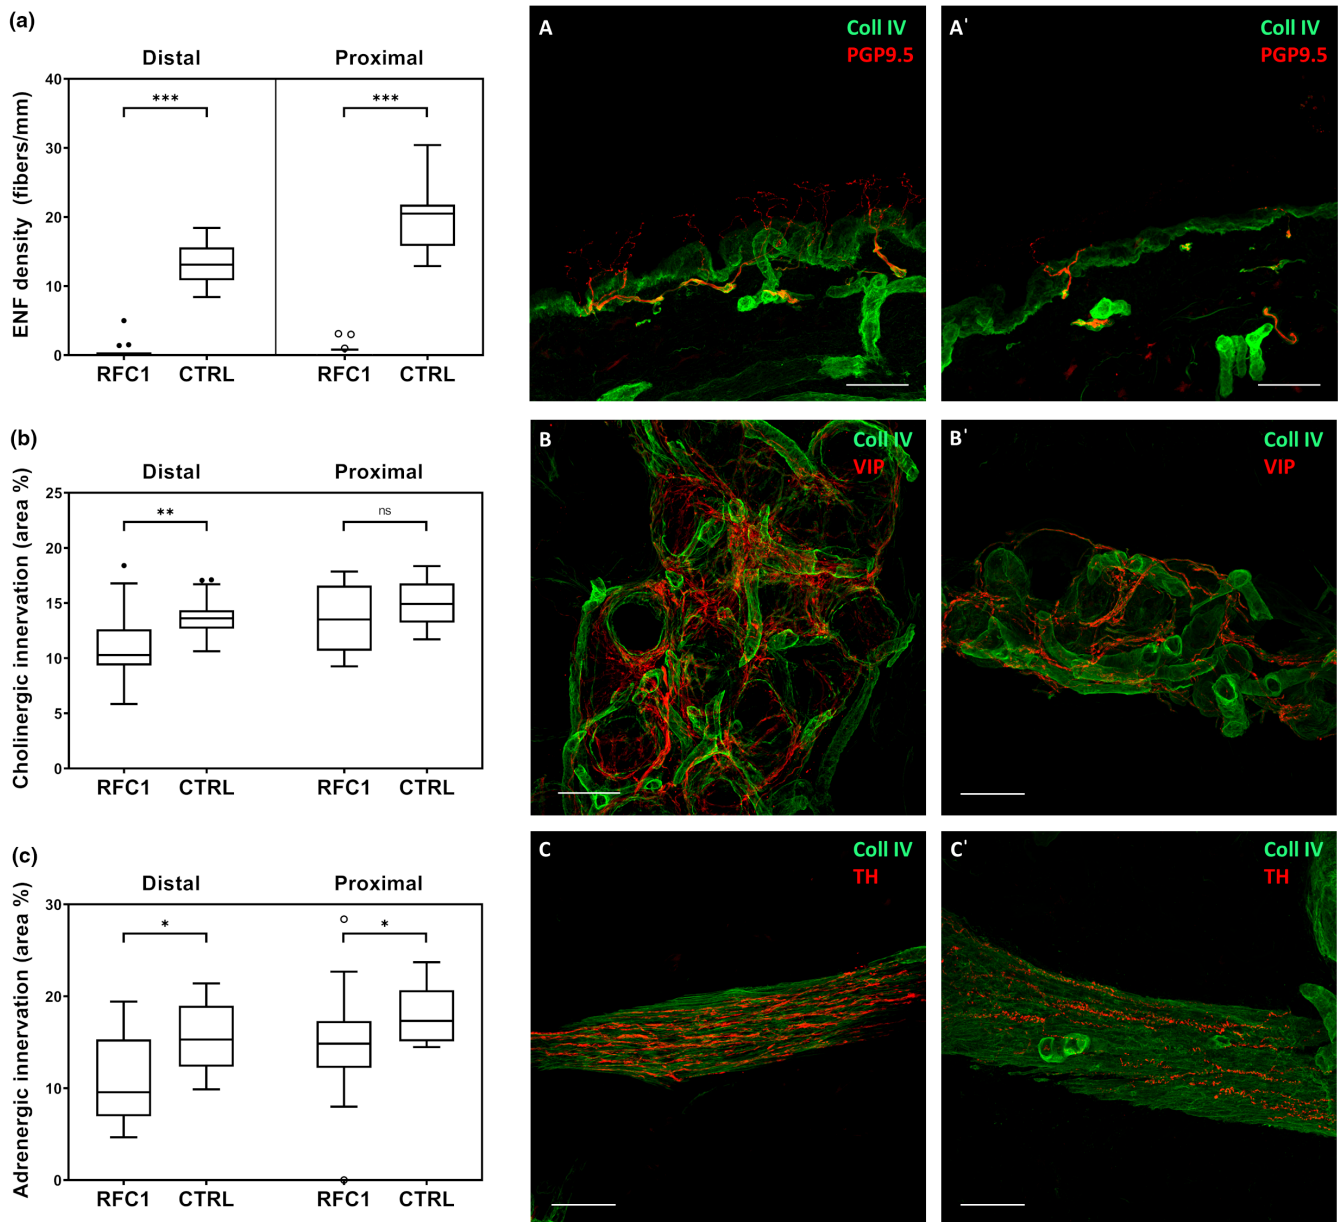 (a)
Distal Proximal
ENF density (fibers/mm)
40
30
20
10
0
*** ***
RFC1 CTRL RFC1 CTRL
A
Coll IV
PGP9.5
A'
Coll IV
PGP9.5
(b)
Distal Proximal
Cholinergic innervation (area %)
25
20
15
10
5
0
** ns
RFC1 CTRL RFC1 CTRL
B
Coll IV
VIP
B'
Coll IV
VIP
(c)
Distal Proximal
Adrenergic innervation (area %)
30
20
10
0
* *
RFC1 CTRL RFC1 CTRL
C
Coll IV
TH
C'
Coll IV
TH